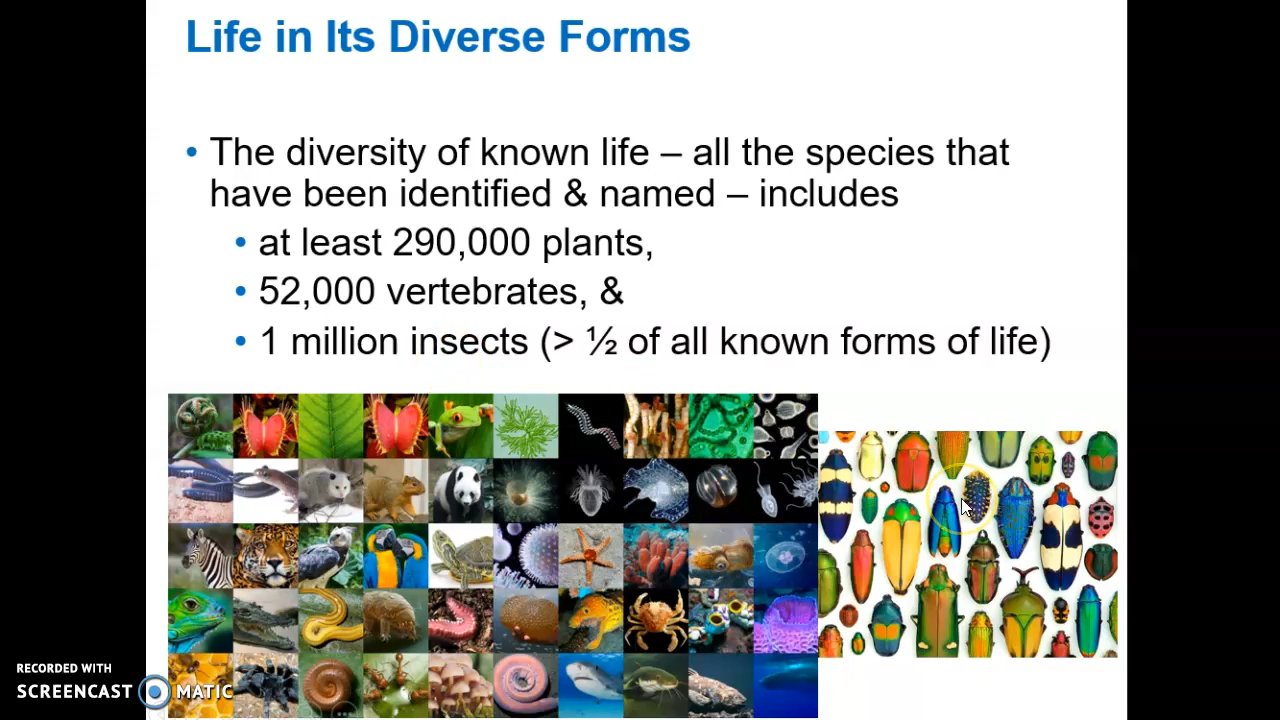 Life in Its Diverse Forms
• The diversity of known life – all the species that
have been identified & named – includes
• at least 290,000 plants,
• 52,000 vertebrates, &
• 1 million insects (> ½ of all known forms of life)
RECORDED WITH
SCREENCAST MATIC